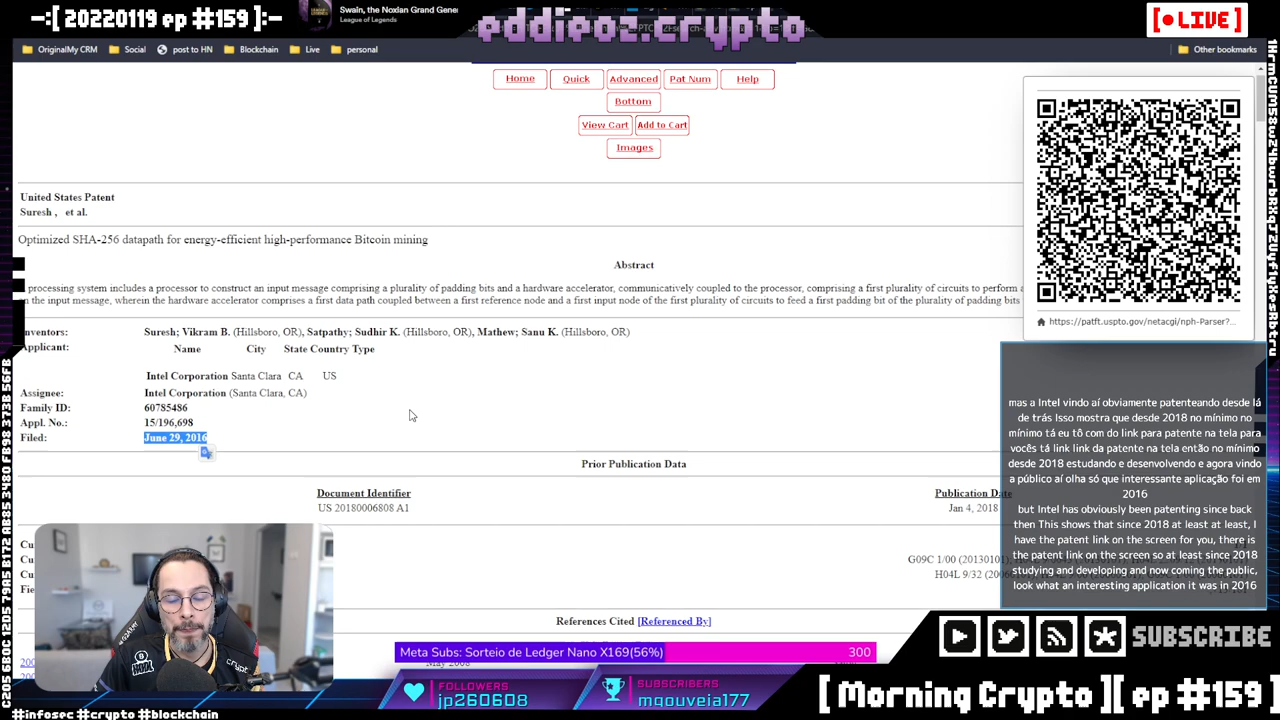 -:[ 20220119 ep #159 ]:-
Swain, the Noxian Grand Gener
League of Legends
eddieoz.crypto
[ • LIVE ]
OriginalMy CRM
Social
post to HN
Blockchain
Live
personal
Other bookmarks
Home
Quick
Advanced
Pat Num
Help
Bottom
View Cart
Add to Cart
Images
United States Patent
Suresh , et al.
Optimized SHA-256 datapath for energy-efficient high-performance Bitcoin mining
Abstract
processing system includes a processor to construct an input message comprising a plurality of padding bits and a hardware accelerator, communicatively coupled to the processor, comprising a first plurality of circuits to perform a
n the input message, wherein the hardware accelerator comprises a first data path coupled between a first reference node and a first input node of the first plurality of circuits to feed a first padding bit of the plurality of padding bits
nventors: Suresh; Vikram B. (Hillsboro, OR), Satpathy; Sudhir K. (Hillsboro, OR), Mathew; Sanu K. (Hillsboro, OR)
Applicant:
Name City State Country Type
Intel Corporation Santa Clara CA US
Assignee: Intel Corporation (Santa Clara, CA)
Family ID: 60785486
Appl. No.: 15/196,698
Filed: June 29, 2016
Prior Publication Data
Document Identifier Publication Date
US 20180006808 A1 Jan 4, 2018
G09C 1/00 (20130101)
H04L 9/32
References Cited [Referenced By]
May 2008
https://patft.uspto.gov/netacgi/nph-Parser?...
mas a Intel vindo aí obviamente patenteando desde lá
de trás Isso mostra que desde 2018 no mínimo no
mínimo tá eu tô com do link para patente na tela para
vocês tá link link da patente na tela então no mínimo
desde 2018 estudando e desenvolvendo e agora vindo
a público aí olha só que interessante aplicação foi em
2016
but Intel has obviously been patenting since back
then This shows that since 2018 at least at least, I
have the patent link on the screen for you, there is
the patent link on the screen so at least since 2018
studying and developing and now coming the public,
look what an interesting application it was in 2016
Meta Subs: Sorteio de Ledger Nano X169(56%)
300
FOLLOWERS
jp260608
SUBSCRIBERS
mgouveia177
SUBSCRIBE
[ Morning Crypto ][ ep #159 ]
#infosec #crypto #blockchain